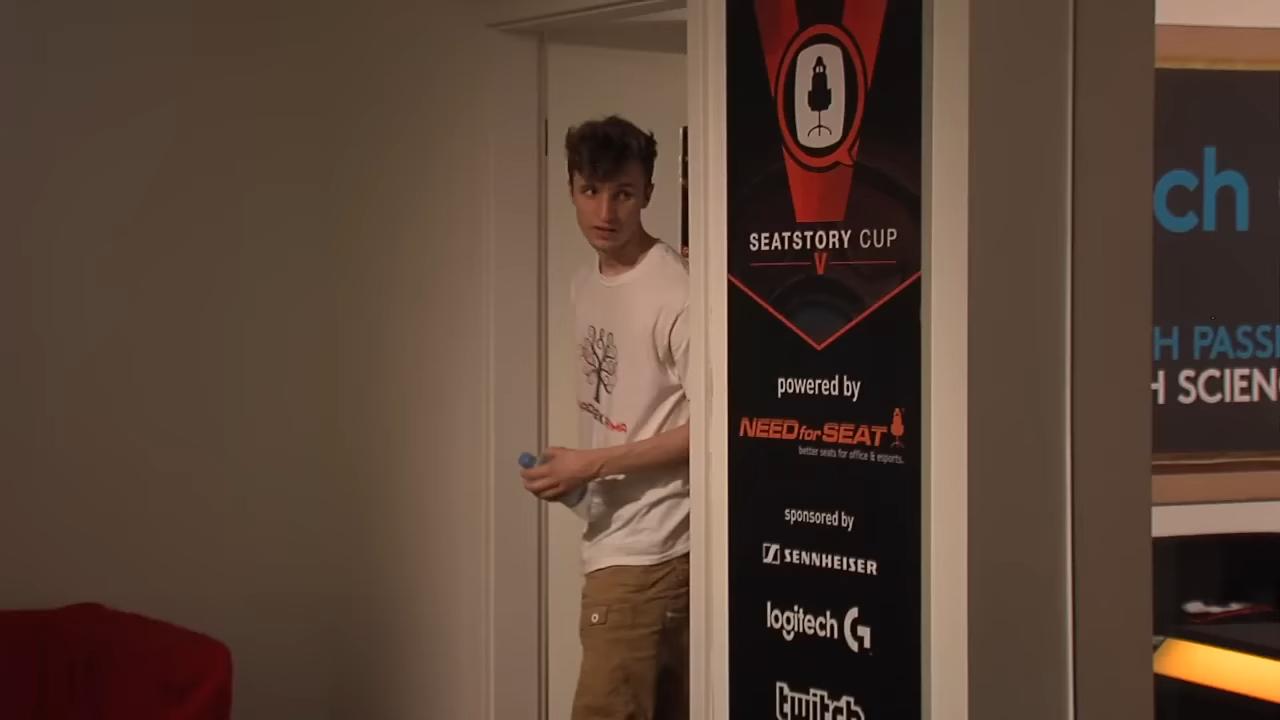 SEATSTORY CUP
V
powered by
NEED for SEAT
better seats for office & esports.
sponsored by
SENNHEISER
logitech G
twitch
ch
H PASSI
H SCIEN